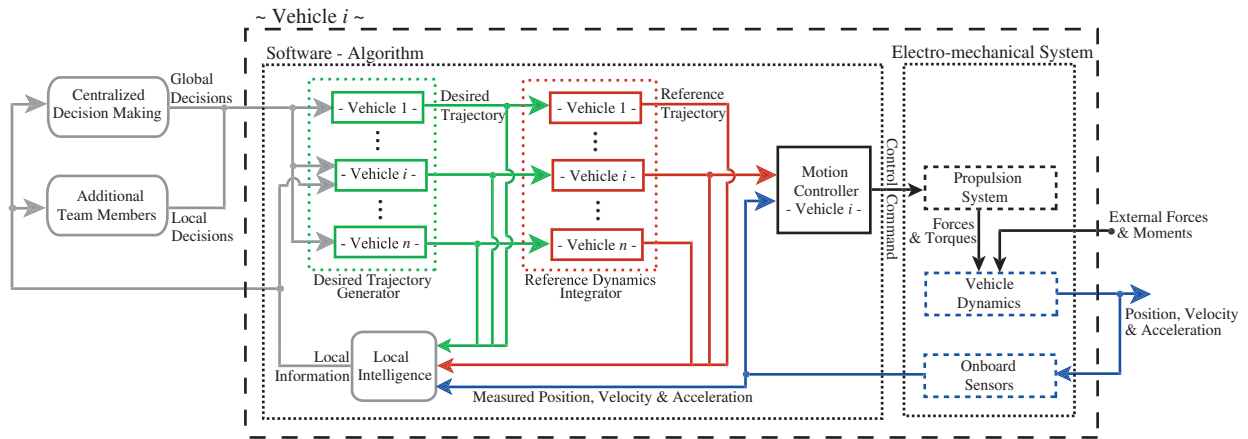 ~ Vehicle i ~
Software - Algorithm
Electro-mechanical System
Centralized
Decision Making
Global
Decisions
Additional
Team Members
Local
Decisions
- Vehicle 1 -
⋮
- Vehicle i -
⋮
- Vehicle n -
Desired Trajectory
Generator
Desired
Trajectory
- Vehicle 1 -
⋮
- Vehicle i -
⋮
- Vehicle n -
Reference Dynamics
Integrator
Reference
Trajectory
Motion
Controller
- Vehicle i -
Control Command
Propulsion
System
Forces
& Torques
External Forces
& Moments
Vehicle
Dynamics
Position, Velocity
& Acceleration
Onboard
Sensors
Local
Information
Local
Intelligence
Measured Position, Velocity & Acceleration